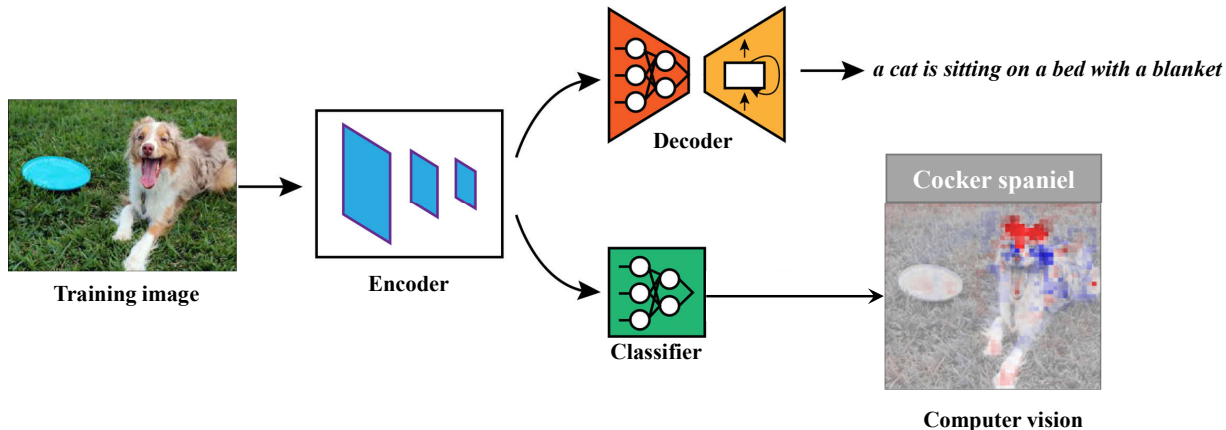 Training image
Encoder
Decoder
a cat is sitting on a bed with a blanket
Classifier
Cocker spaniel
Computer vision